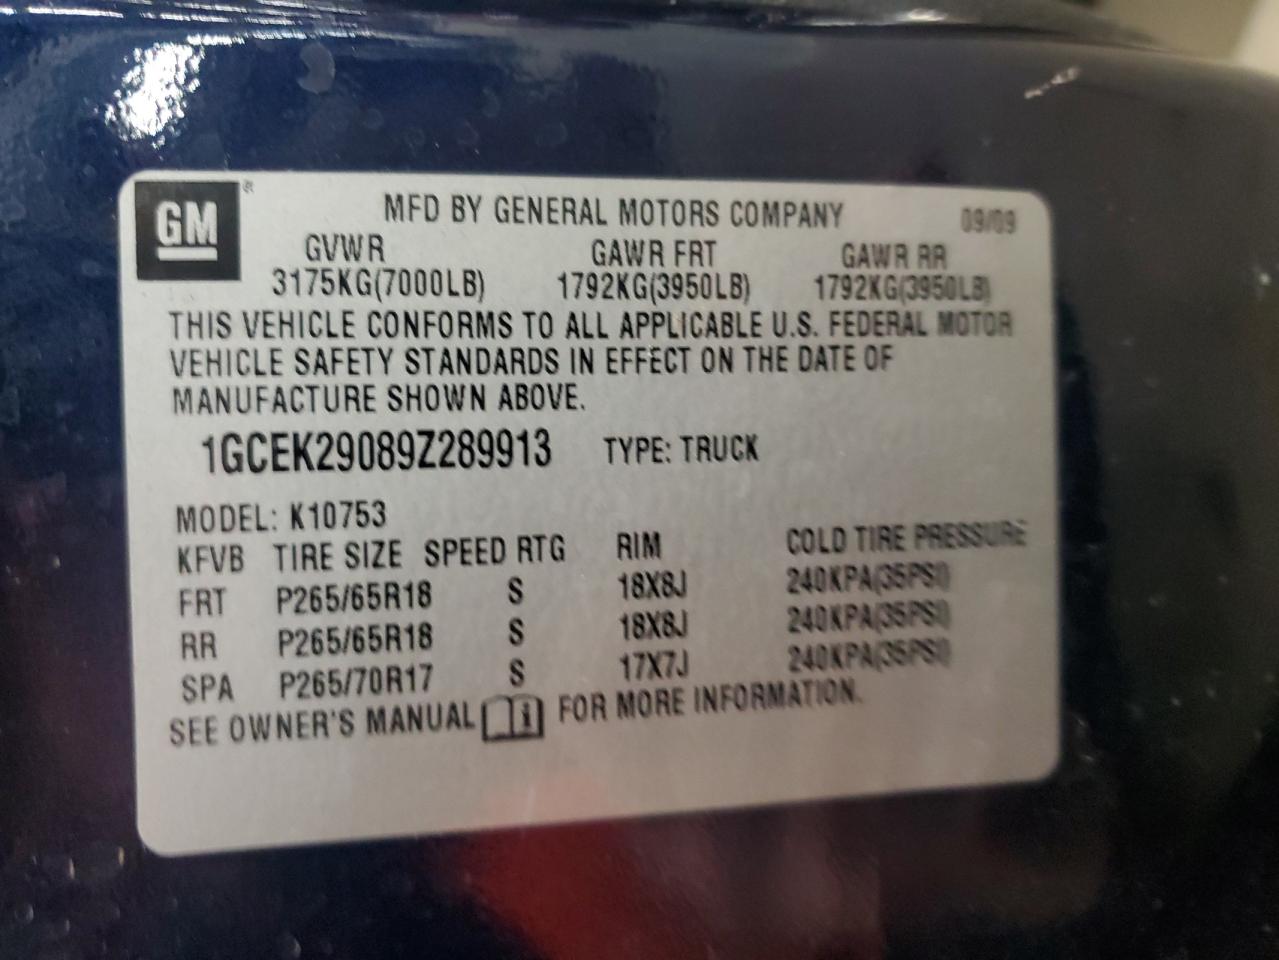 GM ® MFD BY GENERAL MOTORS COMPANY 09/09
GVWR GAWR FRT GAWR RR
3175KG(7000LB) 1792KG(3950LB) 1792KG(3950LB)
THIS VEHICLE CONFORMS TO ALL APPLICABLE U.S. FEDERAL MOTOR
VEHICLE SAFETY STANDARDS IN EFFECT ON THE DATE OF
MANUFACTURE SHOWN ABOVE.
1GCEK29089Z289913 TYPE: TRUCK
MODEL: K10753
KFVB TIRE SIZE SPEED RTG RIM COLD TIRE PRESSURE
FRT P265/65R18 S 18X8J 240KPA(35PSI)
RR P265/65R18 S 18X8J 240KPA(35PSI)
SPA P265/70R17 S 17X7J 240KPA(35PSI)
SEE OWNER'S MANUAL i FOR MORE INFORMATION.